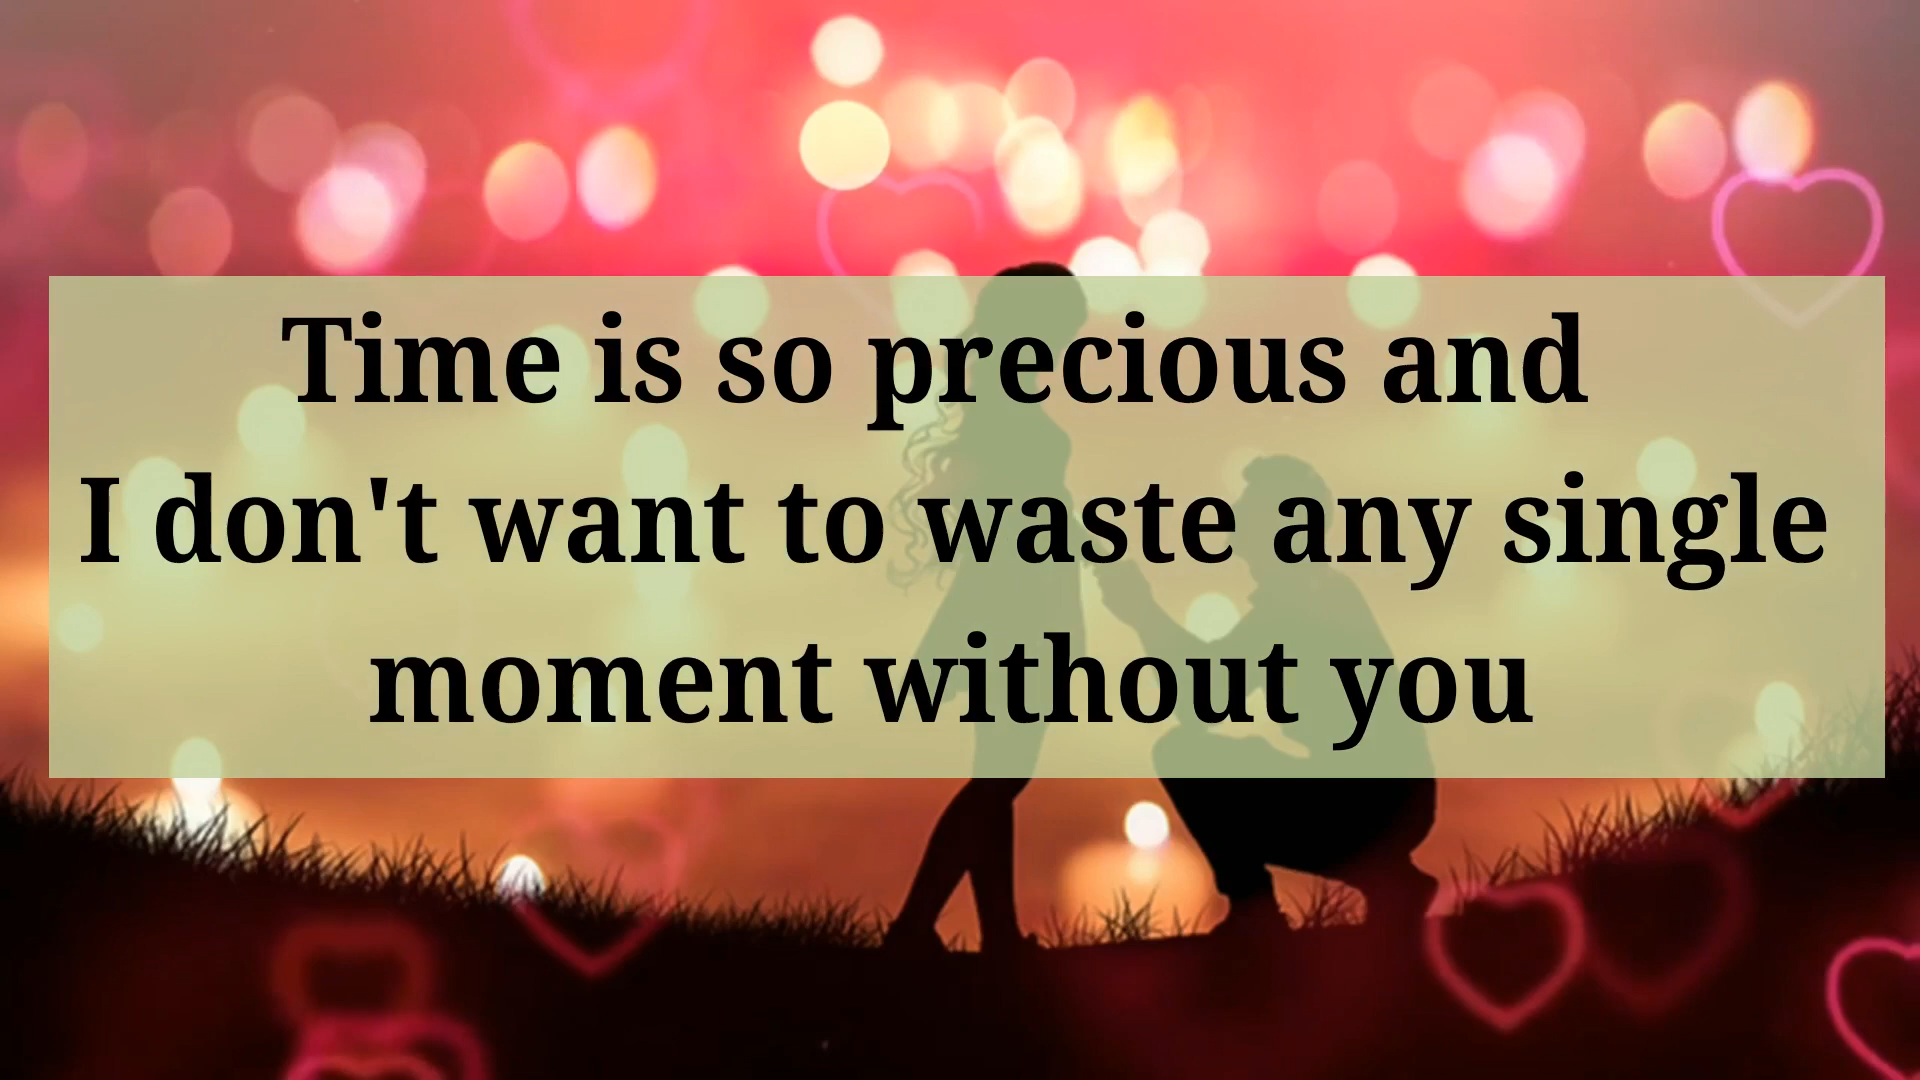 Time is so precious and
I don't want to waste any single
moment without you